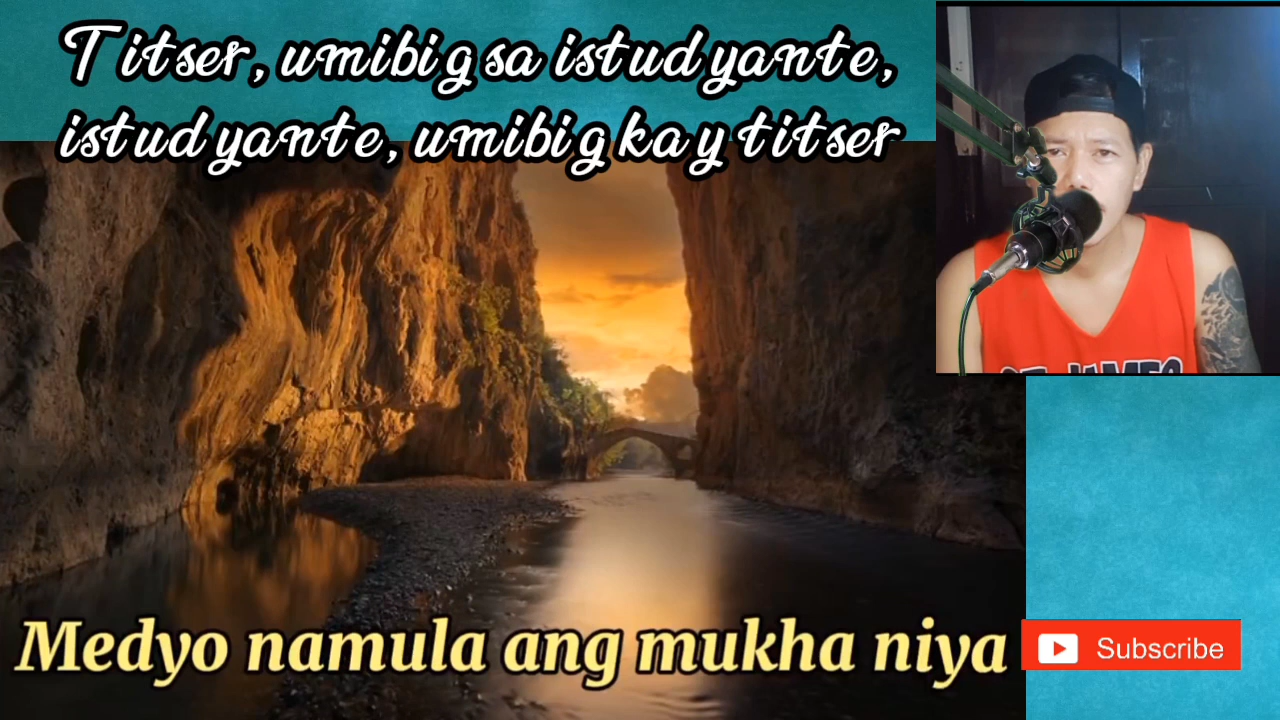 Titser, umibig sa istudyante,
istudyante, umibig kay titser
Medyo namula ang mukha niya
Subscribe